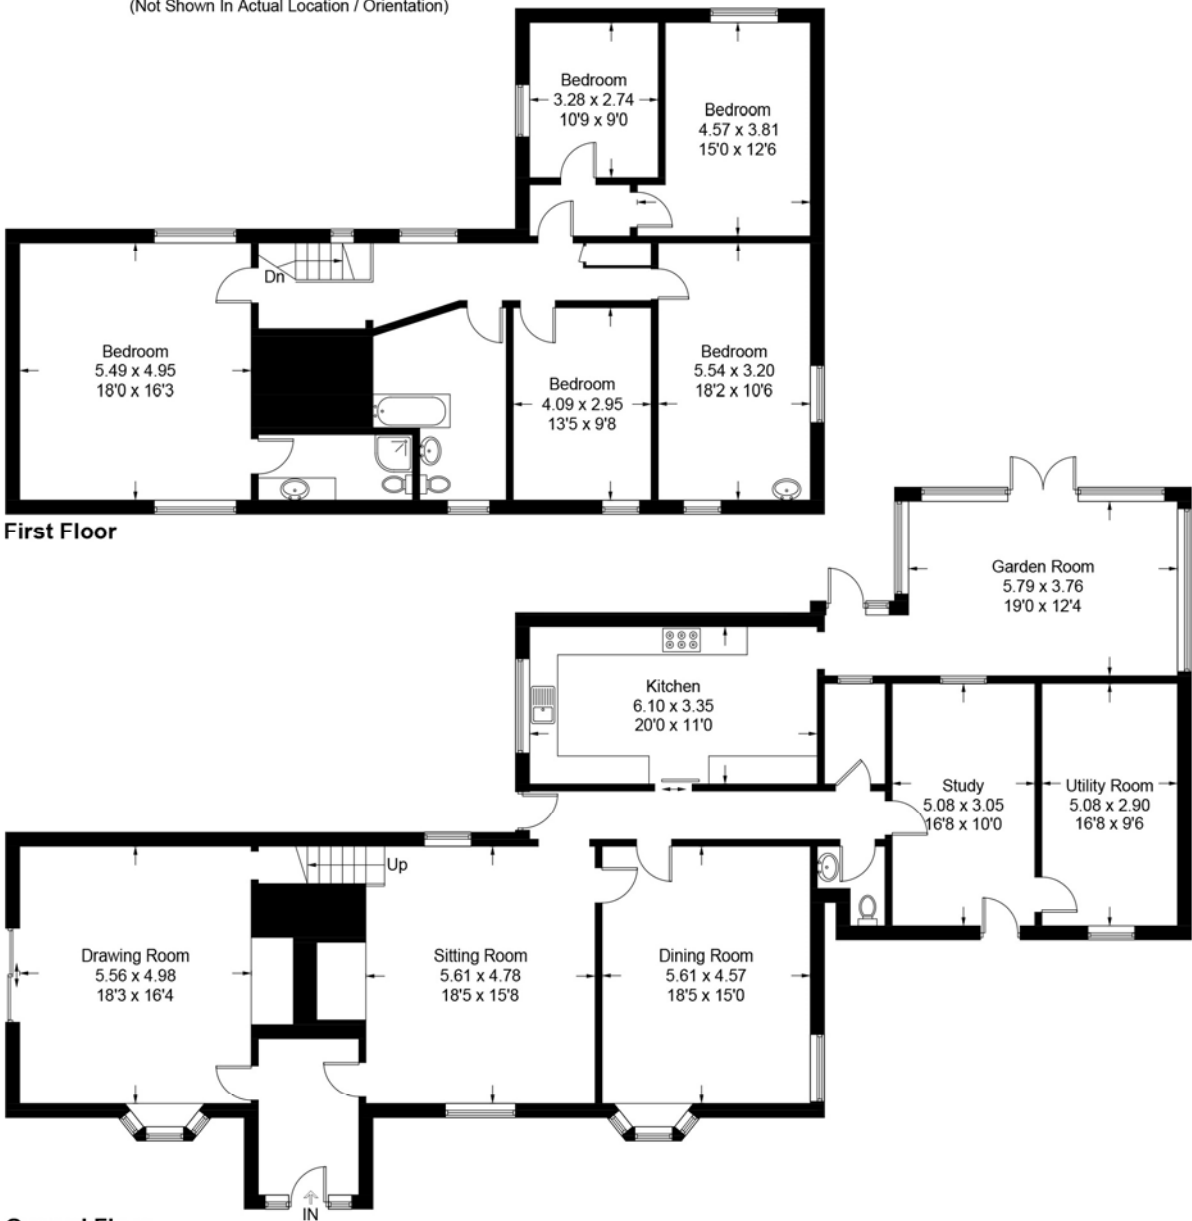 (Not Shown In Actual Location / Orientation)
Bedroom
3.28 x 2.74
10'9 x 9'0
Bedroom
4.57 x 3.81
15'0 x 12'6
Dn
Bedroom
5.49 x 4.95
18'0 x 16'3
Bedroom
4.09 x 2.95
13'5 x 9'8
Bedroom
5.54 x 3.20
18'2 x 10'6
First Floor
Garden Room
5.79 x 3.76
19'0 x 12'4
Kitchen
6.10 x 3.35
20'0 x 11'0
Study
5.08 x 3.05
16'8 x 10'0
Utility Room
5.08 x 2.90
16'8 x 9'6
Up
Drawing Room
5.56 x 4.98
18'3 x 16'4
Sitting Room
5.61 x 4.78
18'5 x 15'8
Dining Room
5.61 x 4.57
18'5 x 15'0
IN